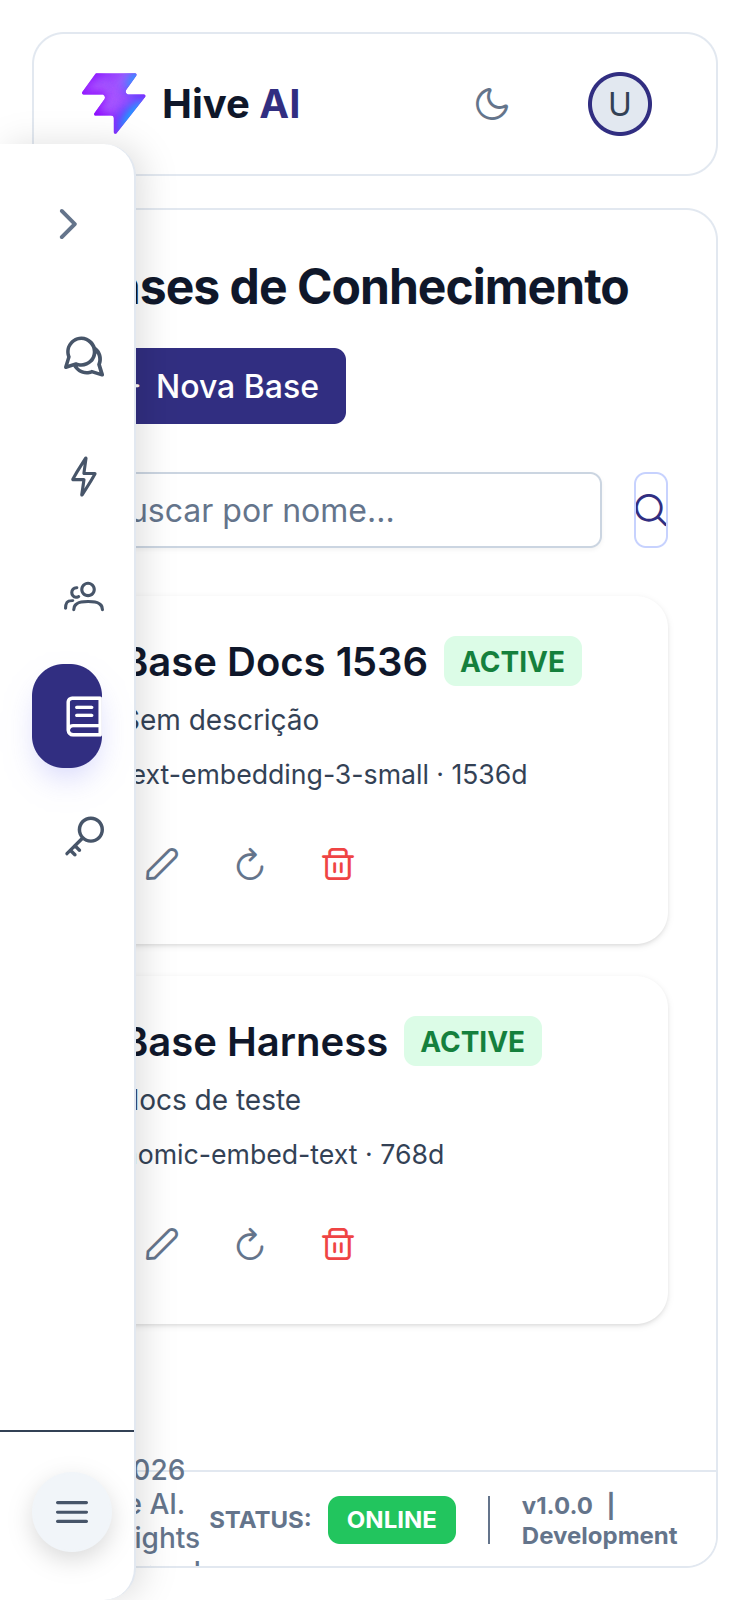 Hive AI
U
ses de Conhecimento
Nova Base
uscar por nome...
Base Docs 1536 ACTIVE
Sem descrição
ext-embedding-3-small · 1536d
Base Harness ACTIVE
docs de teste
omic-embed-text · 768d
026
e AI.
ights
STATUS: ONLINE
v1.0.0 |
Development